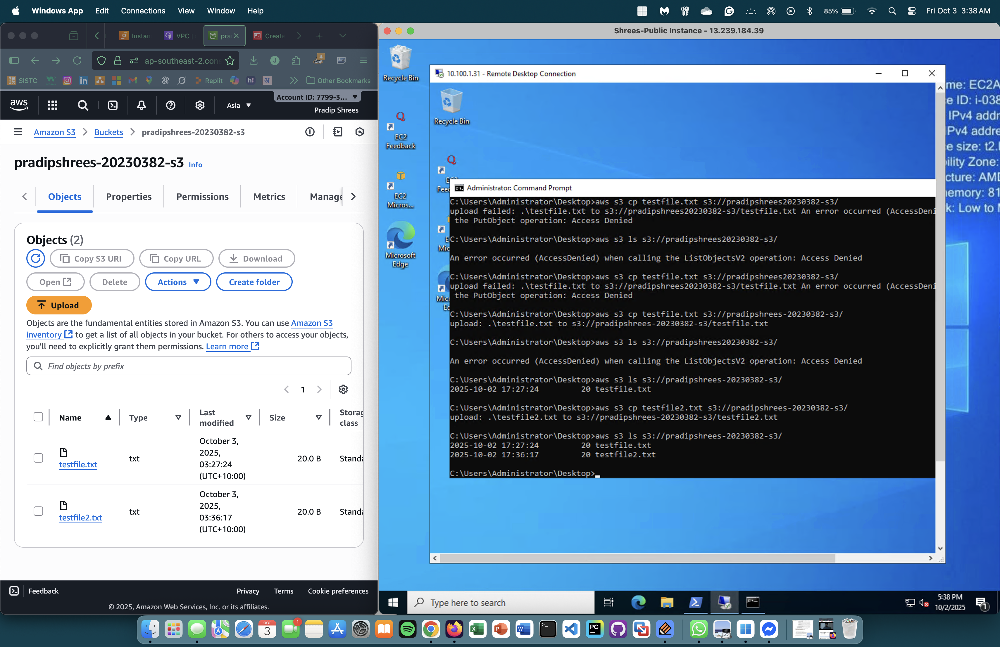 Windows App Edit Connections View Window Help
85% Fri Oct 3 3:38 AM
Instan VPC | pra Create
ap-southeast-2.con
4
SISTC Replit Other Bookmarks
aws Asia Account ID: 7799-3...
Pradip Shrees
Amazon S3 Buckets pradipshrees-20230382-s3
pradipshrees-20230382-s3 Info
Objects Properties Permissions Metrics Manage
Objects (2)
Copy S3 URI Copy URL Download
Open Delete Actions Create folder
Upload
Objects are the fundamental entities stored in Amazon S3. You can use Amazon S3
inventory to get a list of all objects in your bucket. For others to access your objects,
you'll need to explicitly grant them permissions. Learn more
Find objects by prefix
1
Name Type Last modified Size Storag class
testfile.txt txt October 3, 2025, 03:27:24 (UTC+10:00) 20.0 B Standa
testfile2.txt txt October 3, 2025, 03:36:17 (UTC+10:00) 20.0 B Standa
Feedback Privacy Terms Cookie preferences
© 2025, Amazon Web Services, Inc. or its affiliates.
Shrees-Public Instance - 13.239.184.39
Recycle Bin
EC2
Feedback
EC2
Micros...
Microsoft
Edge
me: EC2A
e ID: i-038
IPv4 addr
Pv4 addre
e size: t2.
ility Zone:
cture: AMD
emory: 81
k: Low to M
10.100.1.31 - Remote Desktop Connection
Recycle Bin
Administrator: Command Prompt
C:\Users\Administrator\Desktop>aws s3 cp testfile.txt s3://pradipshrees20230382-s3/
upload failed: .\testfile.txt to s3://pradipshrees20230382-s3/testfile.txt An error occurred (AccessDeni
the PutObject operation: Access Denied
C:\Users\Administrator\Desktop>aws s3 ls s3://pradipshrees20230382-s3/
An error occurred (AccessDenied) when calling the ListObjectsV2 operation: Access Denied
C:\Users\Administrator\Desktop>aws s3 cp testfile.txt s3://pradipshrees20230382-s3/
upload failed: .\testfile.txt to s3://pradipshrees20230382-s3/testfile.txt An error occurred (AccessDeni
the PutObject operation: Access Denied
C:\Users\Administrator\Desktop>aws s3 cp testfile.txt s3://pradipshrees-20230382-s3/
upload: .\testfile.txt to s3://pradipshrees-20230382-s3/testfile.txt
C:\Users\Administrator\Desktop>aws s3 ls s3://pradipshrees20230382-s3/
An error occurred (AccessDenied) when calling the ListObjectsV2 operation: Access Denied
C:\Users\Administrator\Desktop>aws s3 ls s3://pradipshrees-20230382-s3/
2025-10-02 17:27:24 20 testfile.txt
C:\Users\Administrator\Desktop>aws s3 cp testfile2.txt s3://pradipshrees-20230382-s3/
upload: .\testfile2.txt to s3://pradipshrees-20230382-s3/testfile2.txt
C:\Users\Administrator\Desktop>aws s3 ls s3://pradipshrees-20230382-s3/
2025-10-02 17:27:24 20 testfile.txt
2025-10-02 17:36:17 20 testfile2.txt
C:\Users\Administrator\Desktop>
Type here to search
5:38 PM
10/2/2025
1
OCT
3
1
PC